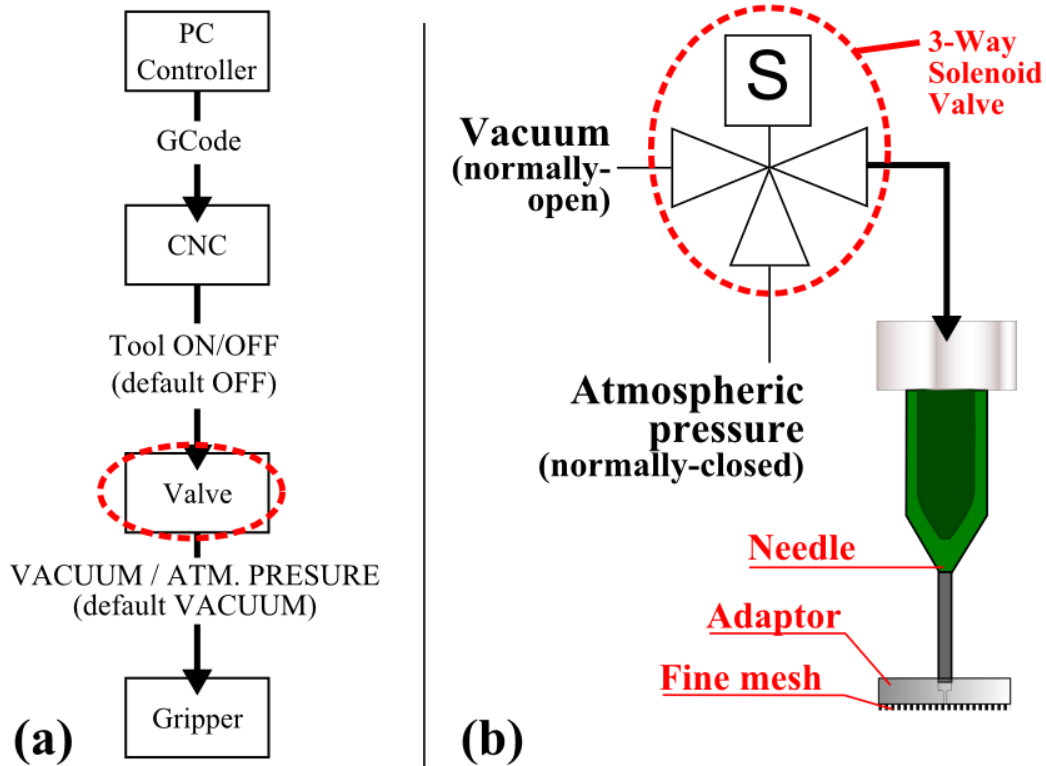 PC
Controller
GCode
CNC
Tool ON/OFF
(default OFF)
Valve
VACUUM / ATM. PRESURE
(default VACUUM)
Gripper
(a)
S
3-Way
Solenoid
Valve
Vacuum
(normally-
open)
Atmospheric
pressure
(normally-closed)
Needle
Adaptor
Fine mesh
(b)